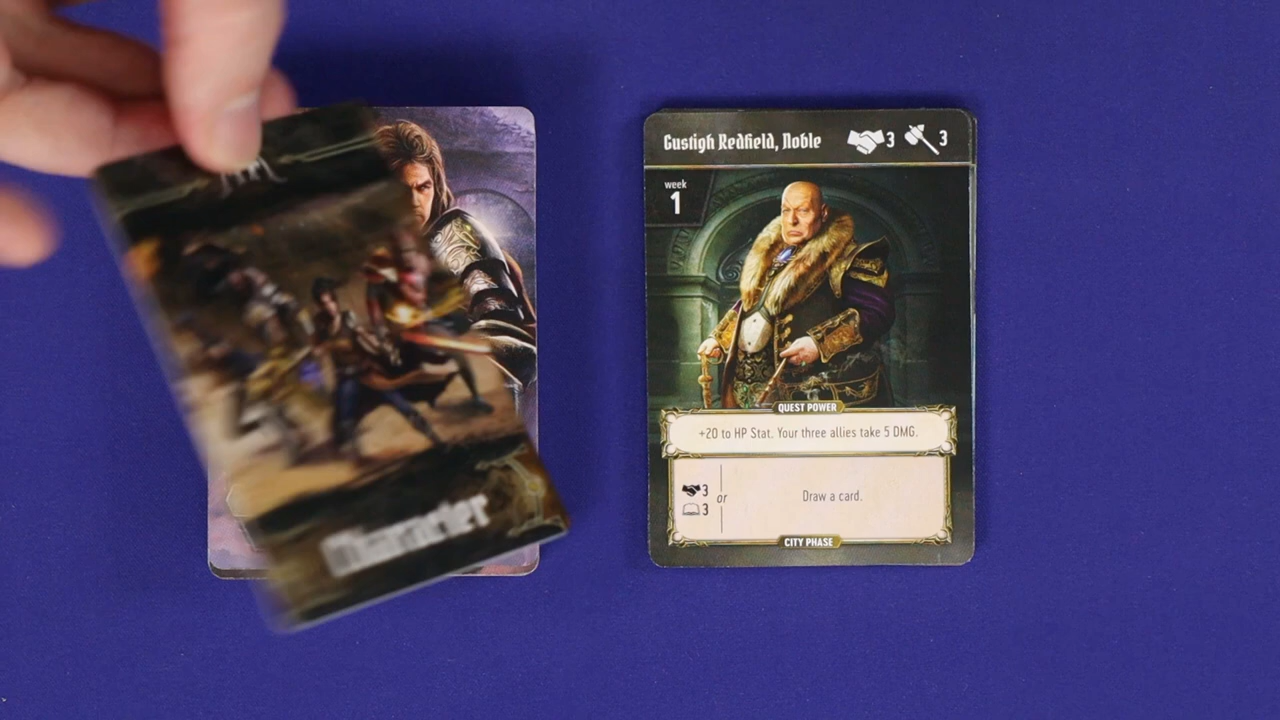 Gustigh Redfield, Noble 3 3
week
1
QUEST POWER
+20 to HP Stat. Your three allies take 5 DMG.
3
or
3
Draw a card.
CITY PHASE